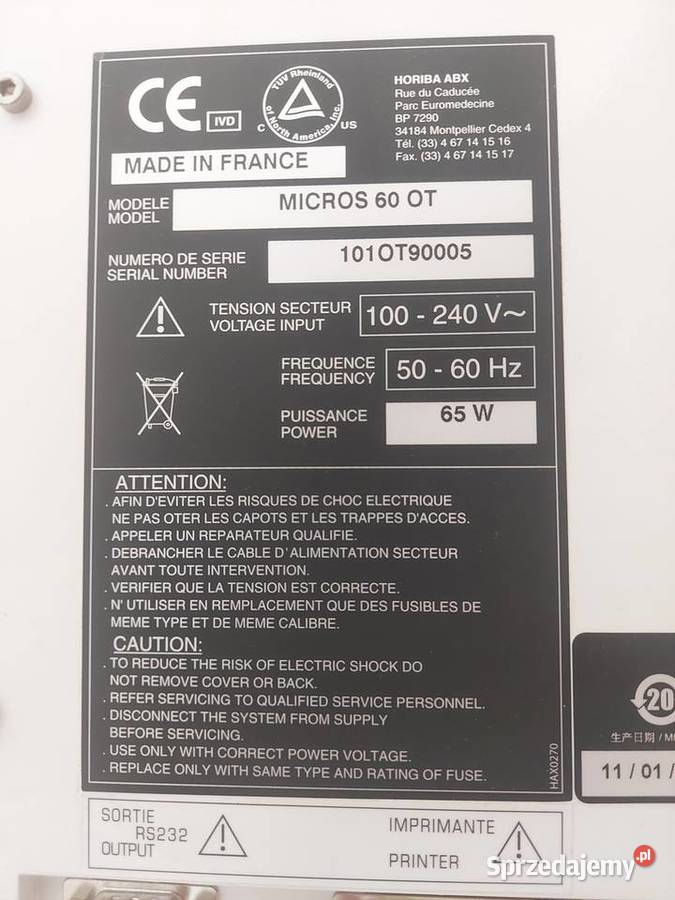 CE IVD
TUV Rheinland
of North America, Inc.
C US
HORIBA ABX
Rue du Caducée
Parc Euromedecine
BP 7290
34184 Montpellier Cedex 4
Tél. (33) 4 67 14 15 16
Fax. (33) 4 67 14 15 17
MADE IN FRANCE
MODELE
MODEL
MICROS 60 OT
NUMERO DE SERIE
SERIAL NUMBER
101OT90005
TENSION SECTEUR
VOLTAGE INPUT
100 - 240 V~
FREQUENCE
FREQUENCY
50 - 60 Hz
PUISSANCE
POWER
65 W
ATTENTION:
. AFIN D'EVITER LES RISQUES DE CHOC ELECTRIQUE
NE PAS OTER LES CAPOTS ET LES TRAPPES D'ACCES.
. APPELER UN REPARATEUR QUALIFIE.
. DEBRANCHER LE CABLE D'ALIMENTATION SECTEUR
AVANT TOUTE INTERVENTION.
. VERIFIER QUE LA TENSION EST CORRECTE.
. N' UTILISER EN REMPLACEMENT QUE DES FUSIBLES DE
MEME TYPE ET DE MEME CALIBRE.
CAUTION:
. TO REDUCE THE RISK OF ELECTRIC SHOCK DO
NOT REMOVE COVER OR BACK.
. REFER SERVICING TO QUALIFIED SERVICE PERSONNEL.
. DISCONNECT THE SYSTEM FROM SUPPLY
BEFORE SERVICING.
. USE ONLY WITH CORRECT POWER VOLTAGE.
. REPLACE ONLY WITH SAME TYPE AND RATING OF FUSE.
HAX0270
20
生产日期 / M
11 / 01 /
SORTIE
RS232
OUTPUT
IMPRIMANTE
PRINTER
Sprzedajemy.pl